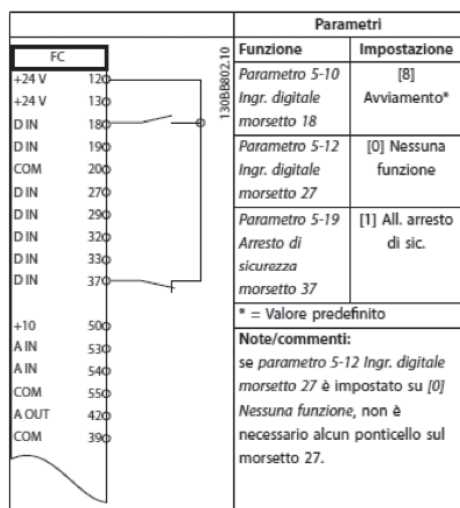 FC
+24 V 12
+24 V 13
D IN 18
D IN 19
COM 20
D IN 27
D IN 29
D IN 32
D IN 33
D IN 37
+10 50
A IN 53
A IN 54
COM 55
A OUT 42
COM 39
130BB802.10
Parametri
Funzione Impostazione
Parametro 5-10 [8]
Ingr. digitale Avviamento*
morsetto 18
Parametro 5-12 [0] Nessuna
Ingr. digitale funzione
morsetto 27
Parametro 5-19 [1] All. arresto
Arresto di di sic.
sicurezza
morsetto 37
* = Valore predefinito
Note/commenti:
se parametro 5-12 Ingr. digitale
morsetto 27 è impostato su [0]
Nessuna funzione, non è
necessario alcun ponticello sul
morsetto 27.